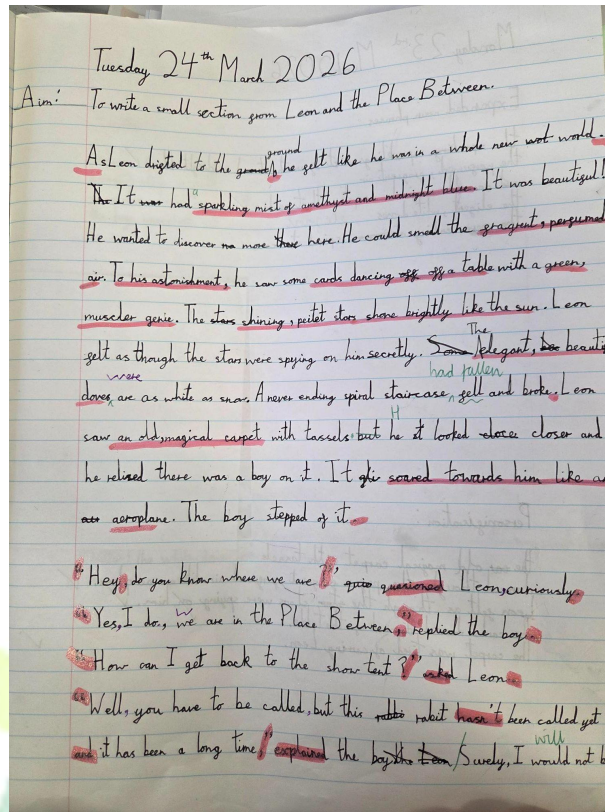 Tuesday 24th March 2026
Aim: To write a small section from Leon and the Place Between.
As Leon drifted to the ground, he felt like he was in a whole new world.
It had a sparkling mist of amethyst and midnight blue. It was beautiful!
He wanted to discover more here. He could smell the fragrent, perfumed
air. To his astonishment, he saw some cards dancing off a table with a green,
musceler genie. The shining, peitet stars shone brightly like the sun. Leon
felt as though the stars were spying on him secretly. The elegant, beauti
doves were are as white as snow. A never ending spiral staircase had fallen fell and broke. Leon
saw an old, magical carpet with tassels but he It looked closer and
he relised there was a boy on it. It soared towards him like a
aeroplane. The boy stepped of it.
"Hey, do you know where we are?" quesioned Leon, curiously.
"Yes, I do., we are in the Place Between," replied the boy.
"How can I get back to the show tent?" asked Leon.
"Well, you have to be called, but this rabit hasn't been called yet
and it has been a long time," explained the boy / Surely, I will would not b